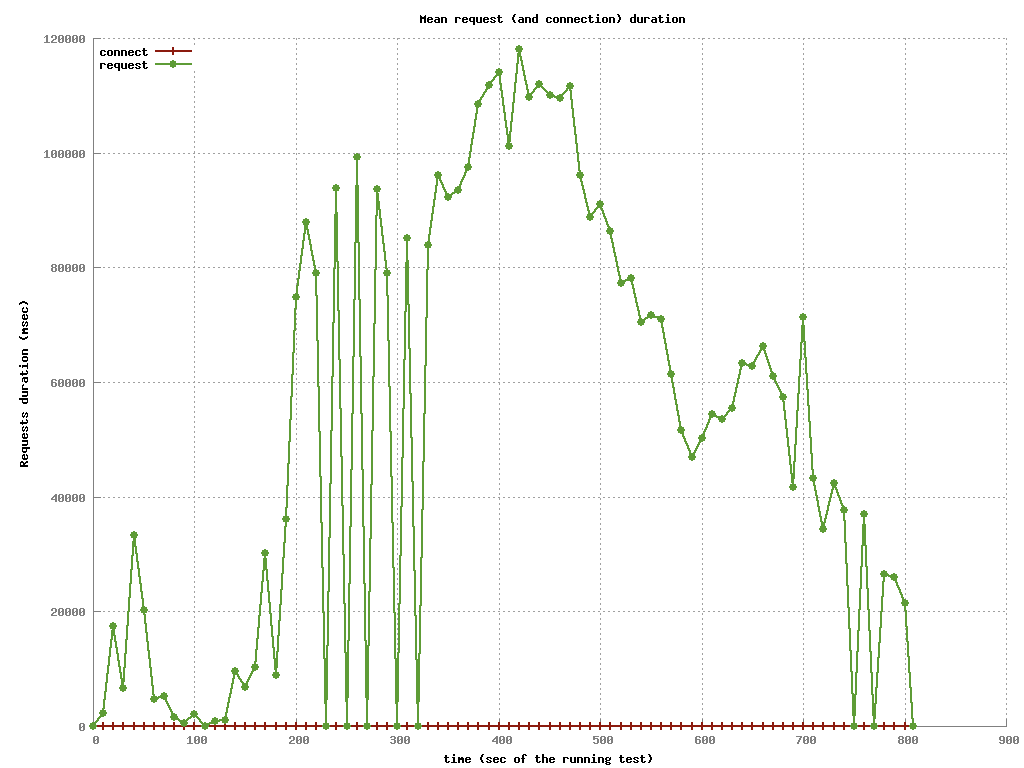 Mean request (and connection) duration
connect
request
120000
100000
80000
60000
40000
20000
0
Requests duration (msec)
0 100 200 300 400 500 600 700 800 900
time (sec of the running test)